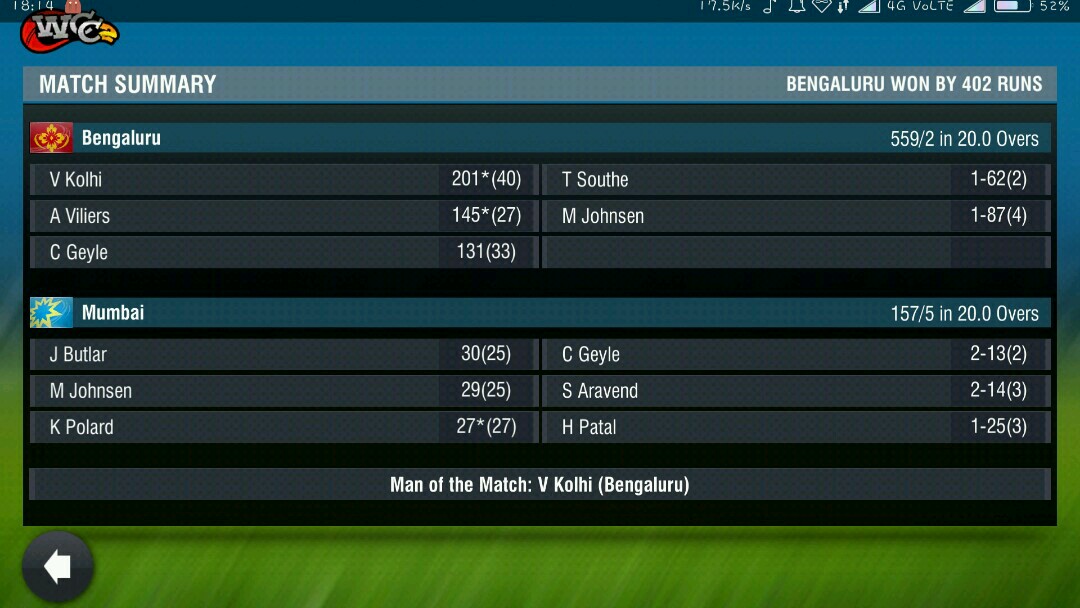 18:14 17.5K/s 4G VoLTE 52%
WC
MATCH SUMMARY BENGALURU WON BY 402 RUNS
Bengaluru 559/2 in 20.0 Overs
V Kolhi 201*(40) T Southe 1-62(2)
A Viliers 145*(27) M Johnsen 1-87(4)
C Geyle 131(33)
Mumbai 157/5 in 20.0 Overs
J Butlar 30(25) C Geyle 2-13(2)
M Johnsen 29(25) S Aravend 2-14(3)
K Polard 27*(27) H Patal 1-25(3)
Man of the Match: V Kolhi (Bengaluru)